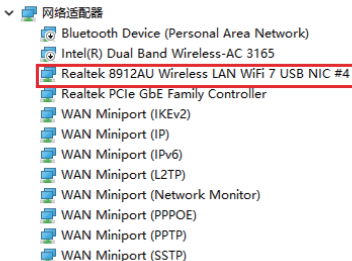 网络适配器
Bluetooth Device (Personal Area Network)
Intel(R) Dual Band Wireless-AC 3165
Realtek 8912AU Wireless LAN WiFi 7 USB NIC #4
Realtek PCIe GbE Family Controller
WAN Miniport (IKEv2)
WAN Miniport (IP)
WAN Miniport (IPv6)
WAN Miniport (L2TP)
WAN Miniport (Network Monitor)
WAN Miniport (PPPOE)
WAN Miniport (PPTP)
WAN Miniport (SSTP)